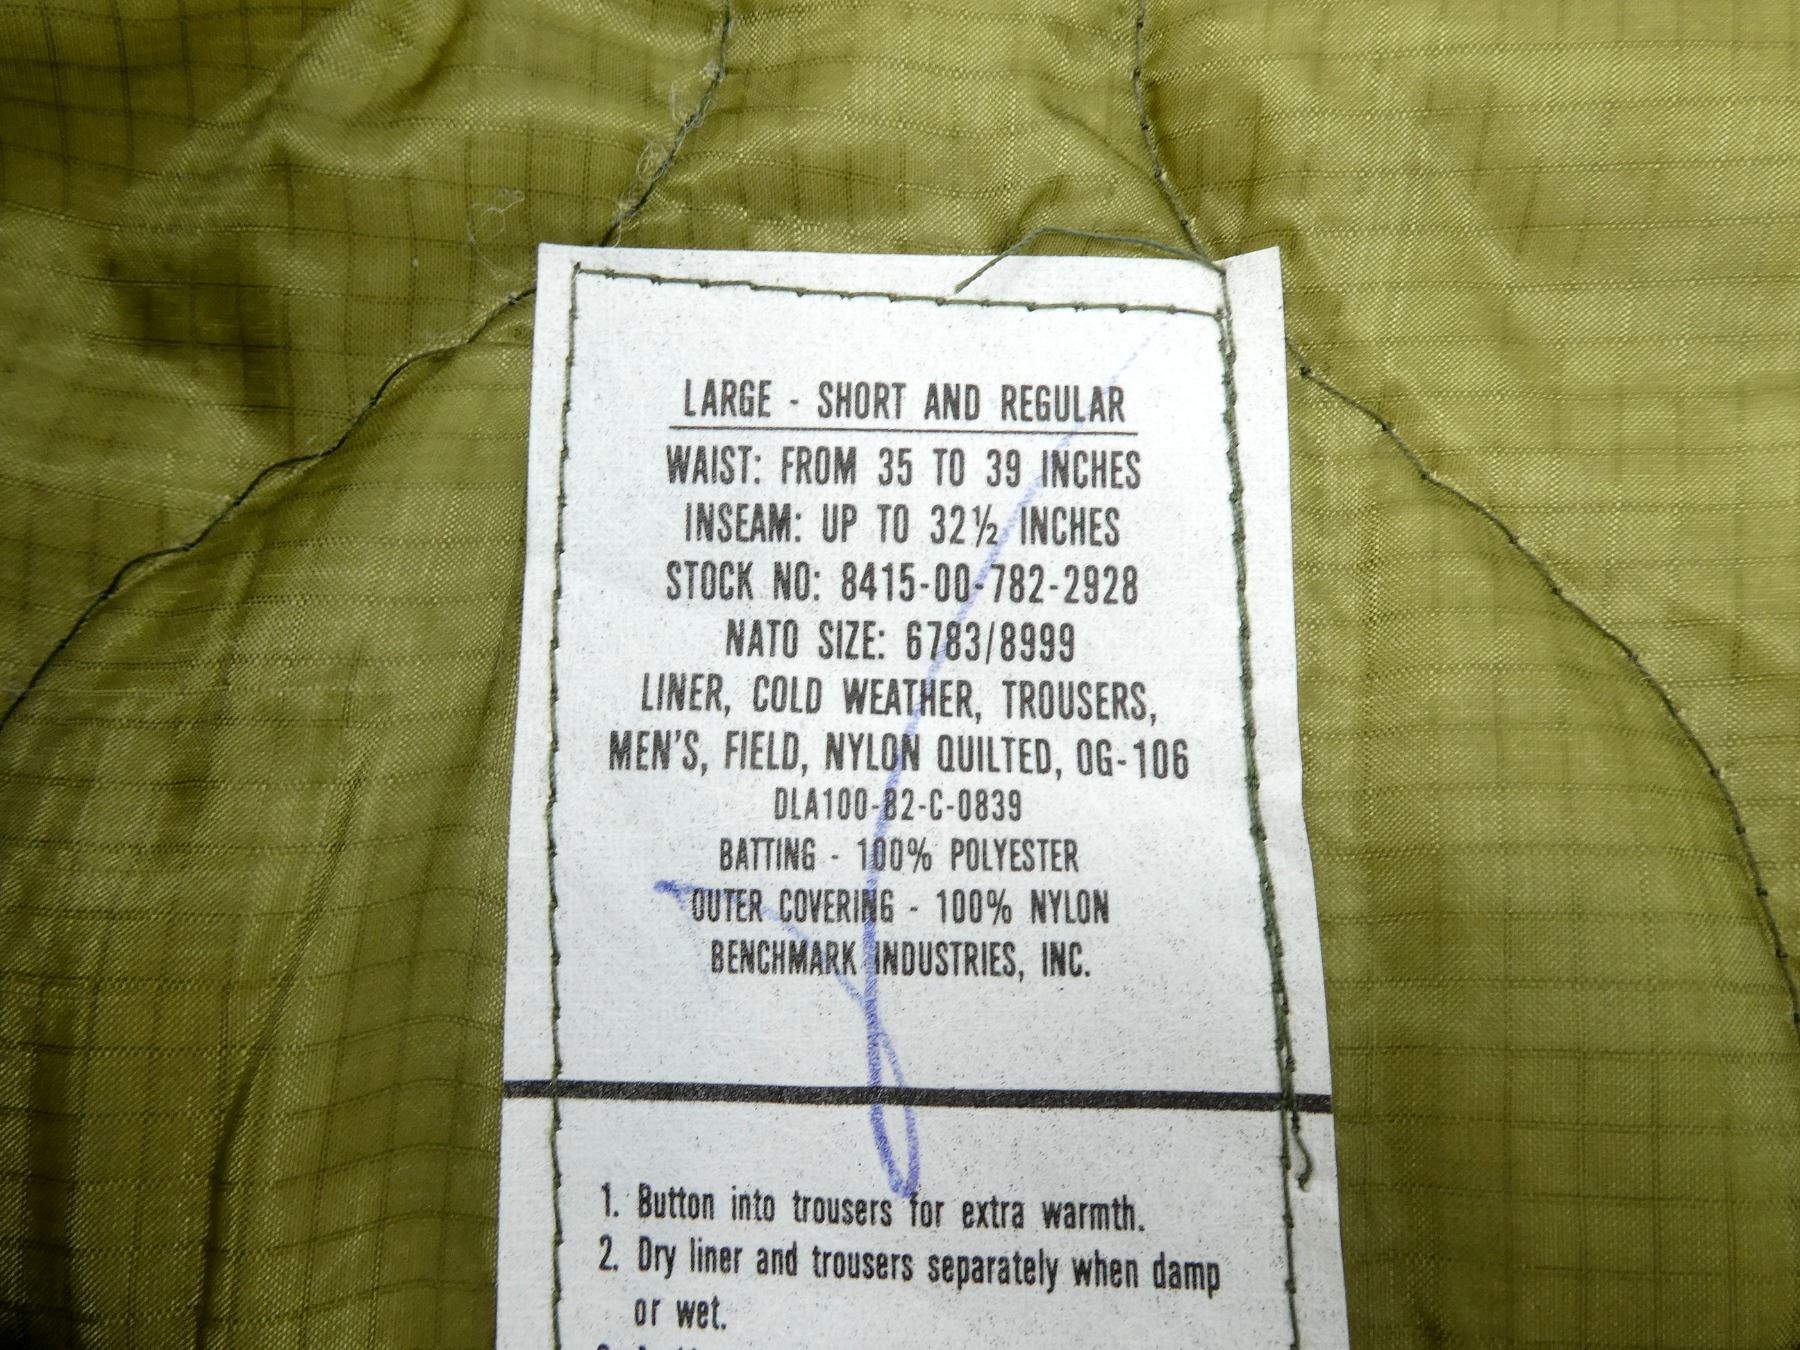 LARGE - SHORT AND REGULAR
WAIST: FROM 35 TO 39 INCHES
INSEAM: UP TO 32½ INCHES
STOCK NO: 8415-00-782-2928
NATO SIZE: 6783/8999
LINER, COLD WEATHER, TROUSERS,
MEN'S, FIELD, NYLON QUILTED, OG-106
DLA100-82-C-0839
BATTING - 100% POLYESTER
OUTER COVERING - 100% NYLON
BENCHMARK INDUSTRIES, INC.
1. Button into trousers for extra warmth.
2. Dry liner and trousers separately when damp
or wet.